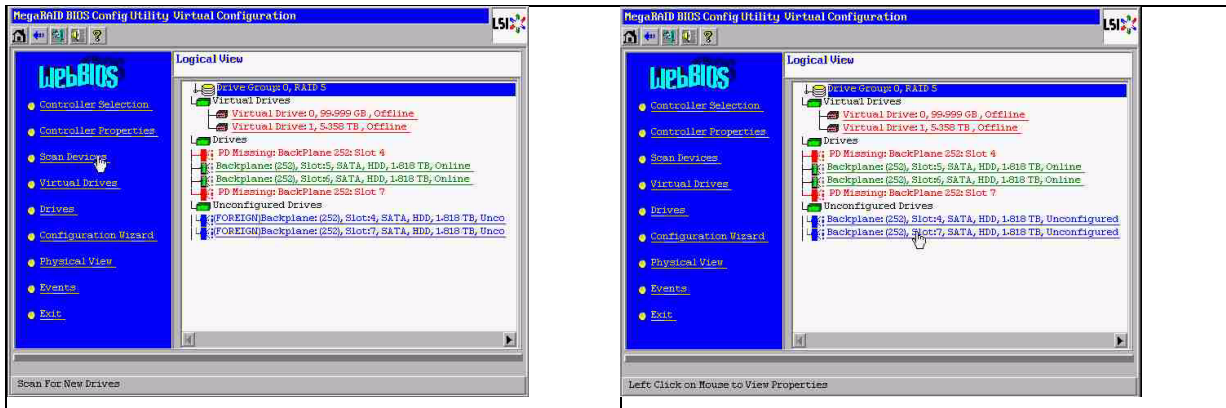 MegaRAID BIOS Config Utility Virtual Configuration
LSI
Logical View
WebBIOS
Controller Selection
Controller Properties
Scan Devices
Virtual Drives
Drives
Configuration Wizard
Physical View
Events
Exit
Drive Group: 0, RAID 5
Virtual Drives
Virtual Drive: 0, 99.999 GB, Offline
Virtual Drive: 1, 5.358 TB, Offline
Drives
PD Missing: BackPlane 252: Slot 4
Backplane: (252), Slot:5, SATA, HDD, 1.818 TB, Online
Backplane: (252), Slot:6, SATA, HDD, 1.818 TB, Online
PD Missing: BackPlane 252: Slot 7
Unconfigured Drives
(FOREIGN)Backplane: (252), Slot:4, SATA, HDD, 1.818 TB, Unco
(FOREIGN)Backplane: (252), Slot:7, SATA, HDD, 1.818 TB, Unco
Scan For New Drives
MegaRAID BIOS Config Utility Virtual Configuration
LSI
Logical View
WebBIOS
Controller Selection
Controller Properties
Scan Devices
Virtual Drives
Drives
Configuration Wizard
Physical View
Events
Exit
Drive Group: 0, RAID 5
Virtual Drives
Virtual Drive: 0, 99.999 GB, Offline
Virtual Drive: 1, 5.358 TB, Offline
Drives
PD Missing: BackPlane 252: Slot 4
Backplane: (252), Slot:5, SATA, HDD, 1.818 TB, Online
Backplane: (252), Slot:6, SATA, HDD, 1.818 TB, Online
PD Missing: BackPlane 252: Slot 7
Unconfigured Drives
Backplane: (252), Slot:4, SATA, HDD, 1.818 TB, Unconfigured
Backplane: (252), Slot:7, SATA, HDD, 1.818 TB, Unconfigured
Left Click on Mouse to View Properties